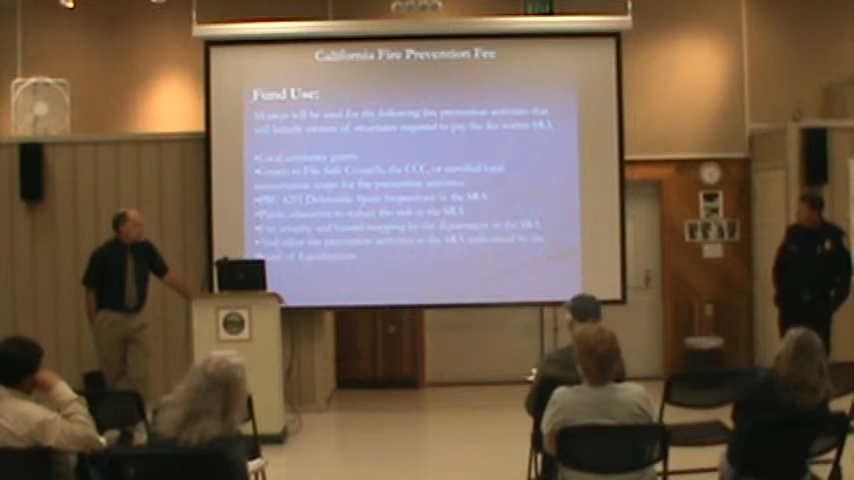 California Fire Prevention Fee
Fund Use:
Moneys will be used for the following fire prevention activities that
will benefit owners of structures required to pay the fee within SRA
•Local assistance grants
•Grants to Fire Safe Councils, the CCC, or certified local
conservation corps for fire prevention activities
•PRC 4291 Defensible Space Inspections in the SRA
•Public education to reduce fire risk in the SRA
•Fire severity and hazard mapping by the department in the SRA
•And other fire prevention activities in the SRA authorized by the
Board of Equalization